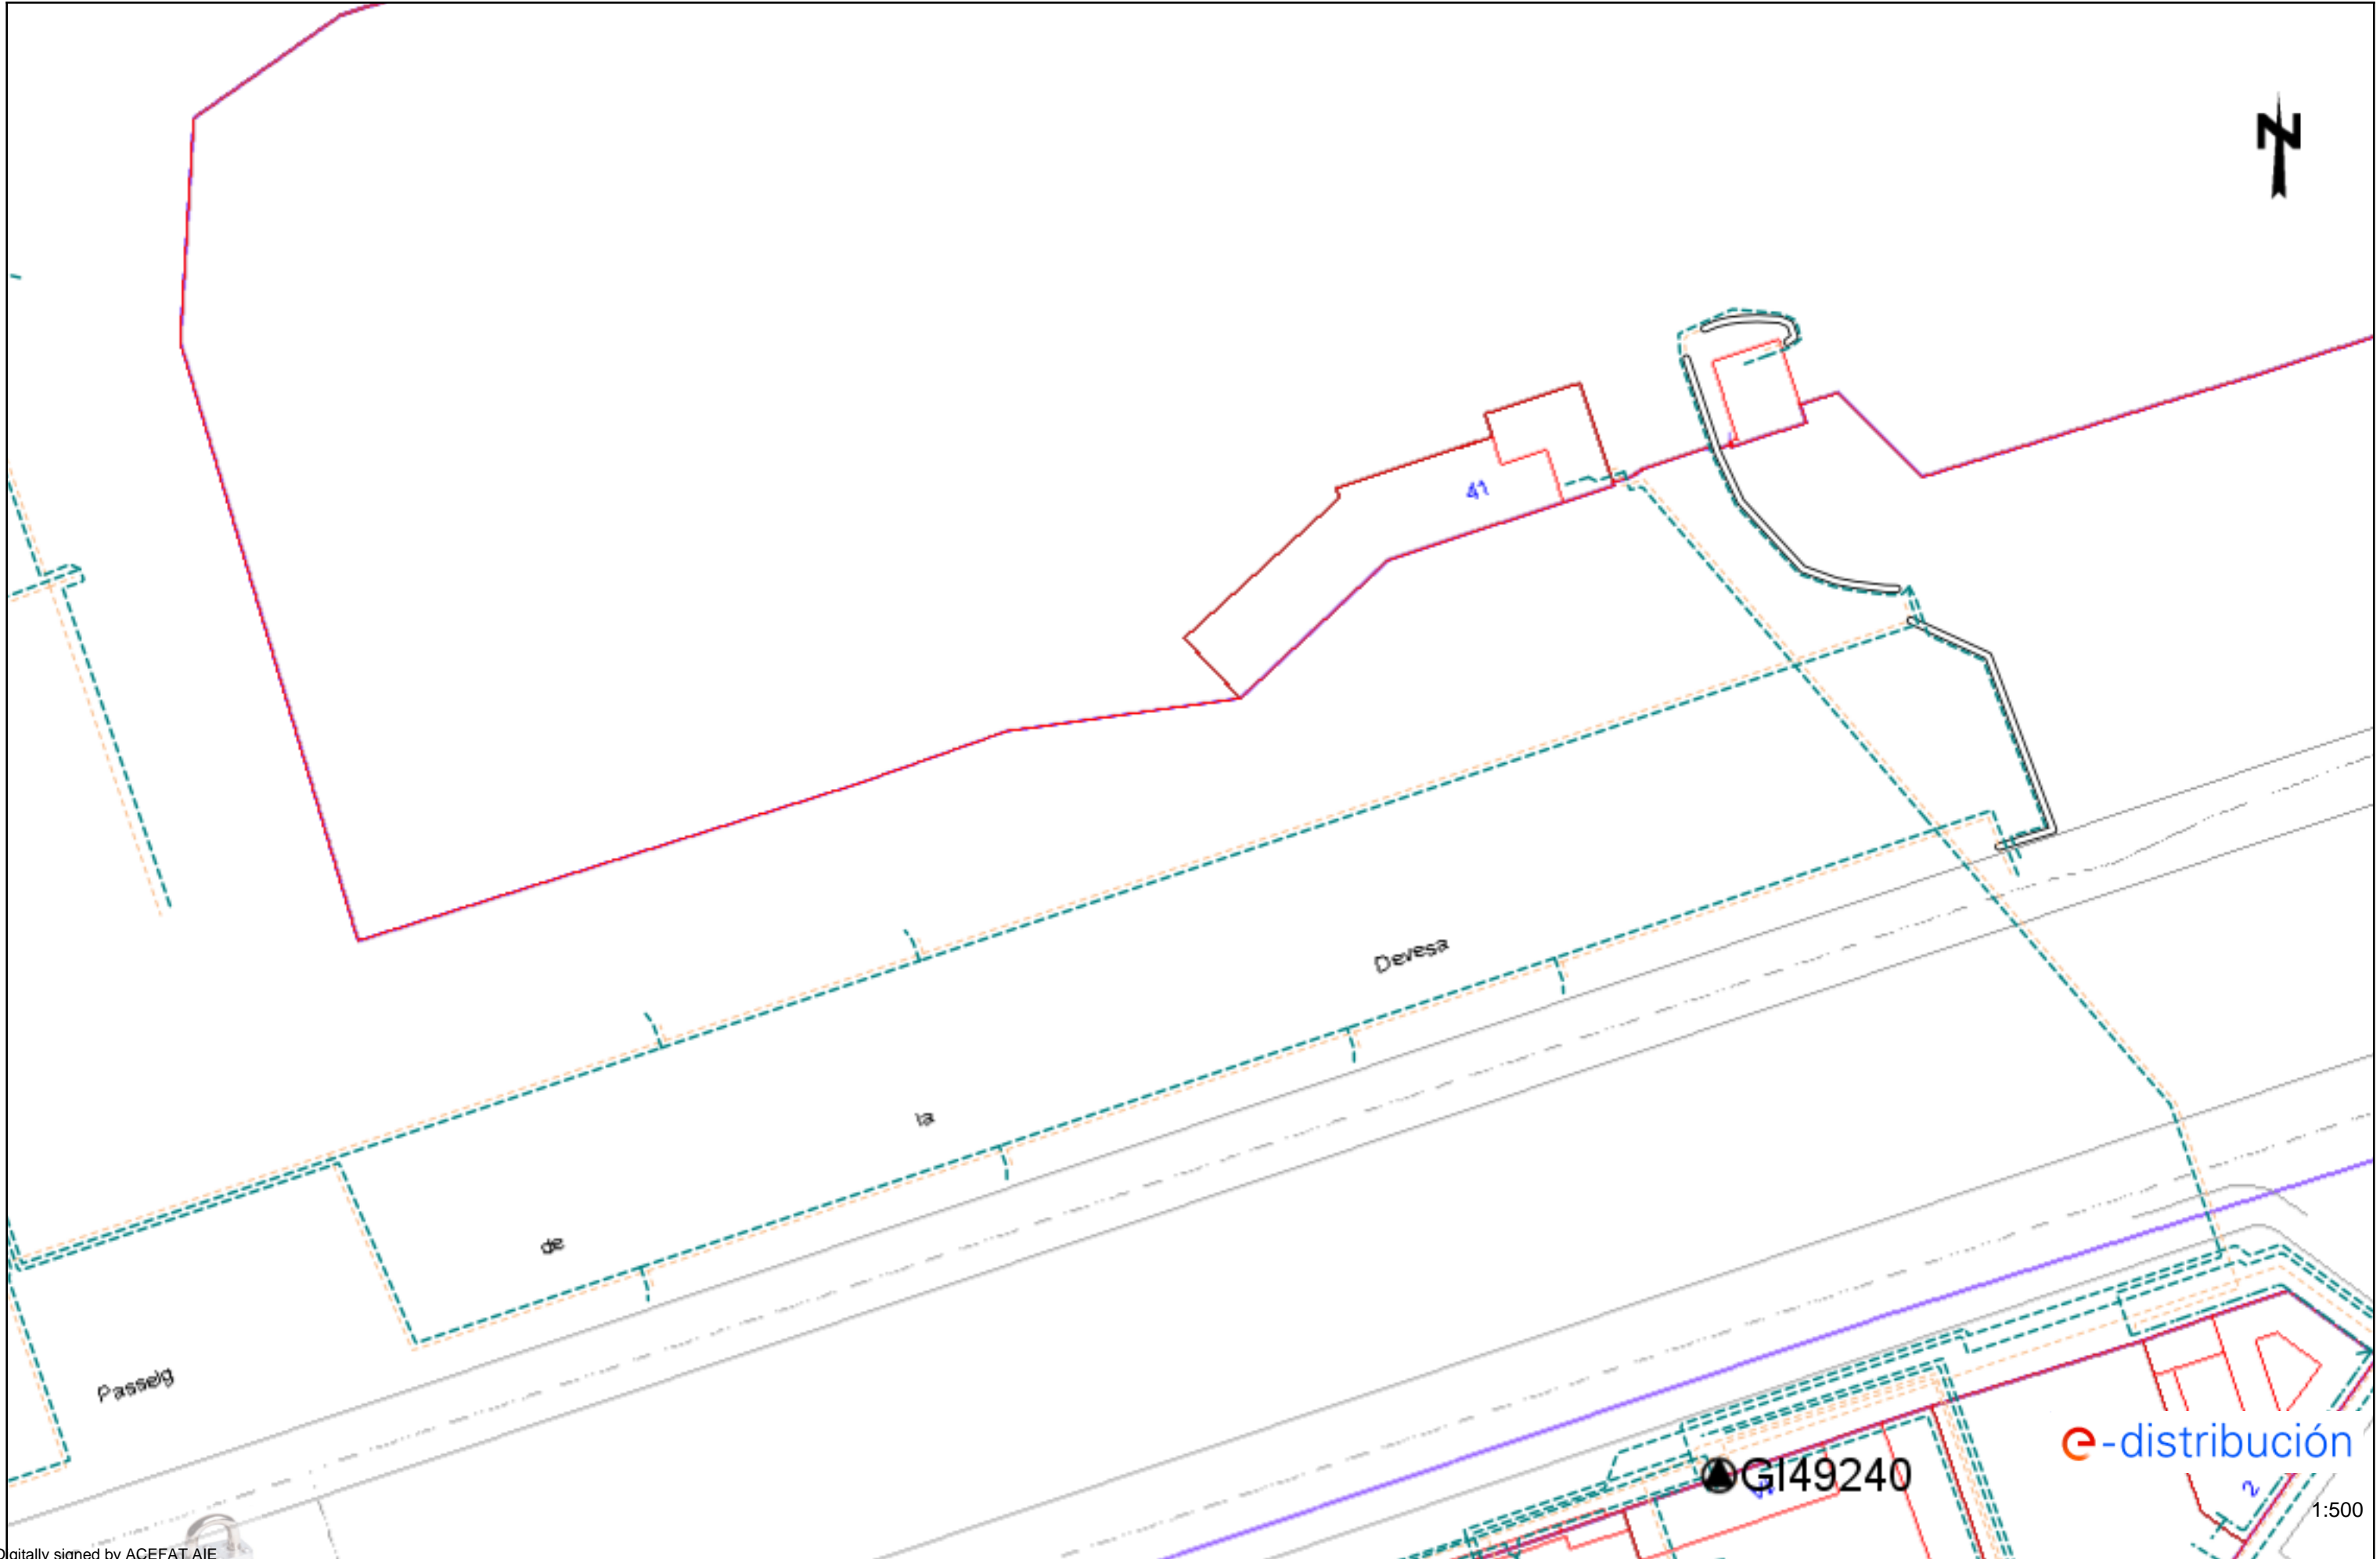 N
41
Devesa
la
de
Passeig
e-distribución
GI49240
2
1:500
Digitally signed by ACEFAT, AIE